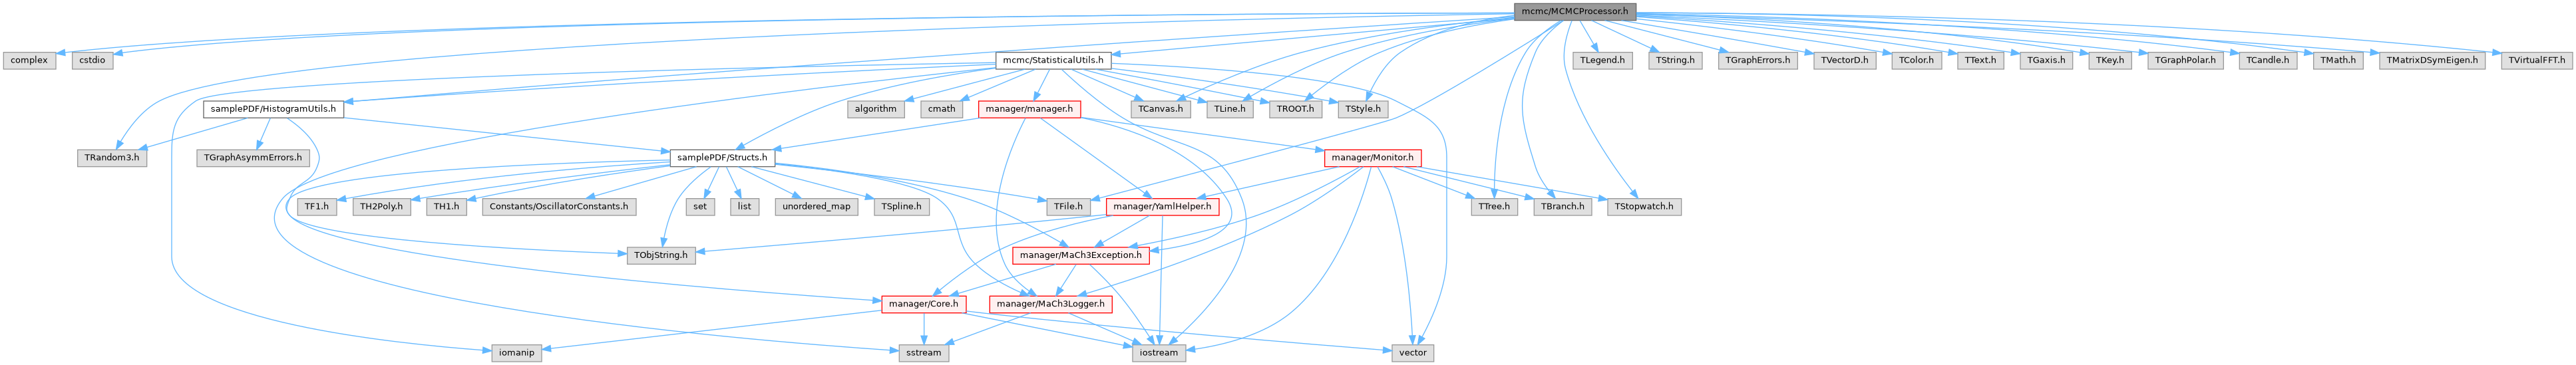 mcmc/MCMCProcessor.h
complex
cstdio
mcmc/StatisticalUtils.h
TLegend.h
TString.h
TGraphErrors.h
TVectorD.h
TColor.h
TText.h
TGaxis.h
TKey.h
TGraphPolar.h
TCandle.h
TMath.h
TMatrixDSymEigen.h
TVirtualFFT.h
samplePDF/HistogramUtils.h
algorithm
cmath
manager/manager.h
TCanvas.h
TLine.h
TROOT.h
TStyle.h
TRandom3.h
TGraphAsymmErrors.h
samplePDF/Structs.h
manager/Monitor.h
TF1.h
TH2Poly.h
TH1.h
Constants/OscillatorConstants.h
set
list
unordered_map
TSpline.h
TFile.h
manager/YamlHelper.h
TTree.h
TBranch.h
TStopwatch.h
TObjString.h
manager/MaCh3Exception.h
manager/Core.h
manager/MaCh3Logger.h
iomanip
sstream
iostream
vector